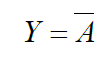 Y = A̅